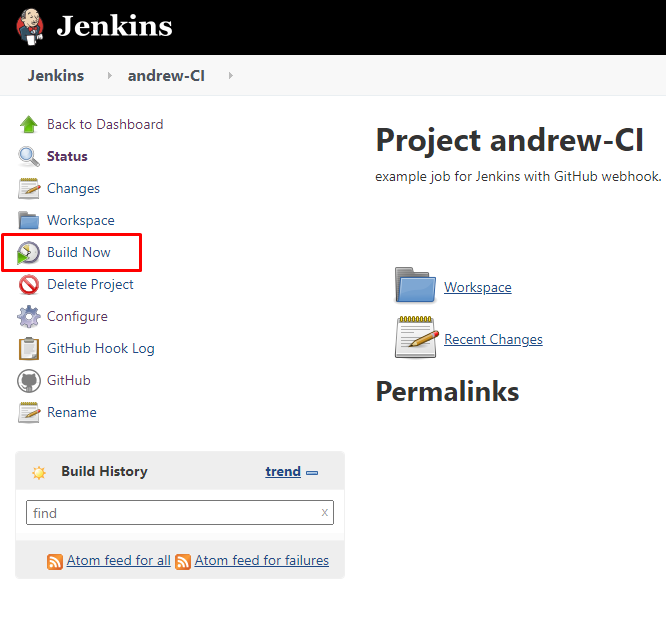 Jenkins
Jenkins andrew-CI
Back to Dashboard
Status
Changes
Workspace
Build Now
Delete Project
Configure
GitHub Hook Log
GitHub
Rename
Build History trend
find x
Atom feed for all Atom feed for failures
Project andrew-CI
example job for Jenkins with GitHub webhook.
Workspace
Recent Changes
Permalinks